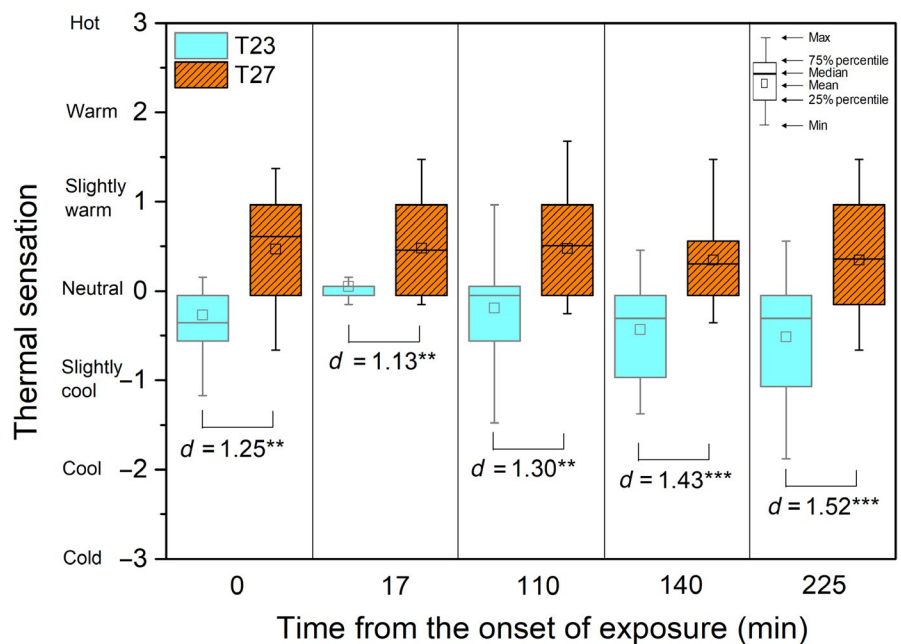 Hot 3
T23
T27
Max
75% percentile
Median
Mean
25% percentile
Min
Warm 2
Slightly
warm
1
Neutral 0
Slightly
cool
−1
Cool −2
Cold −3
Thermal sensation
d = 1.25**
d = 1.13**
d = 1.30**
d = 1.43***
d = 1.52***
0 17 110 140 225
Time from the onset of exposure (min)